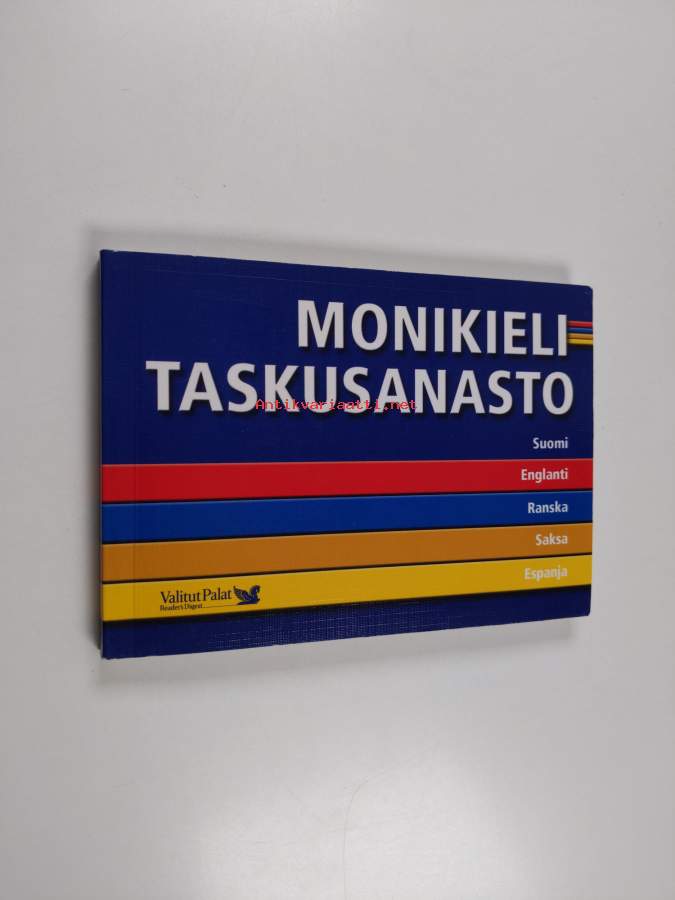 MONIKIELI
TASKUSANASTO
Antikvariaatti.net
Suomi
Englanti
Ranska
Saksa
Espanja
Valitut Palat
Reader's Digest